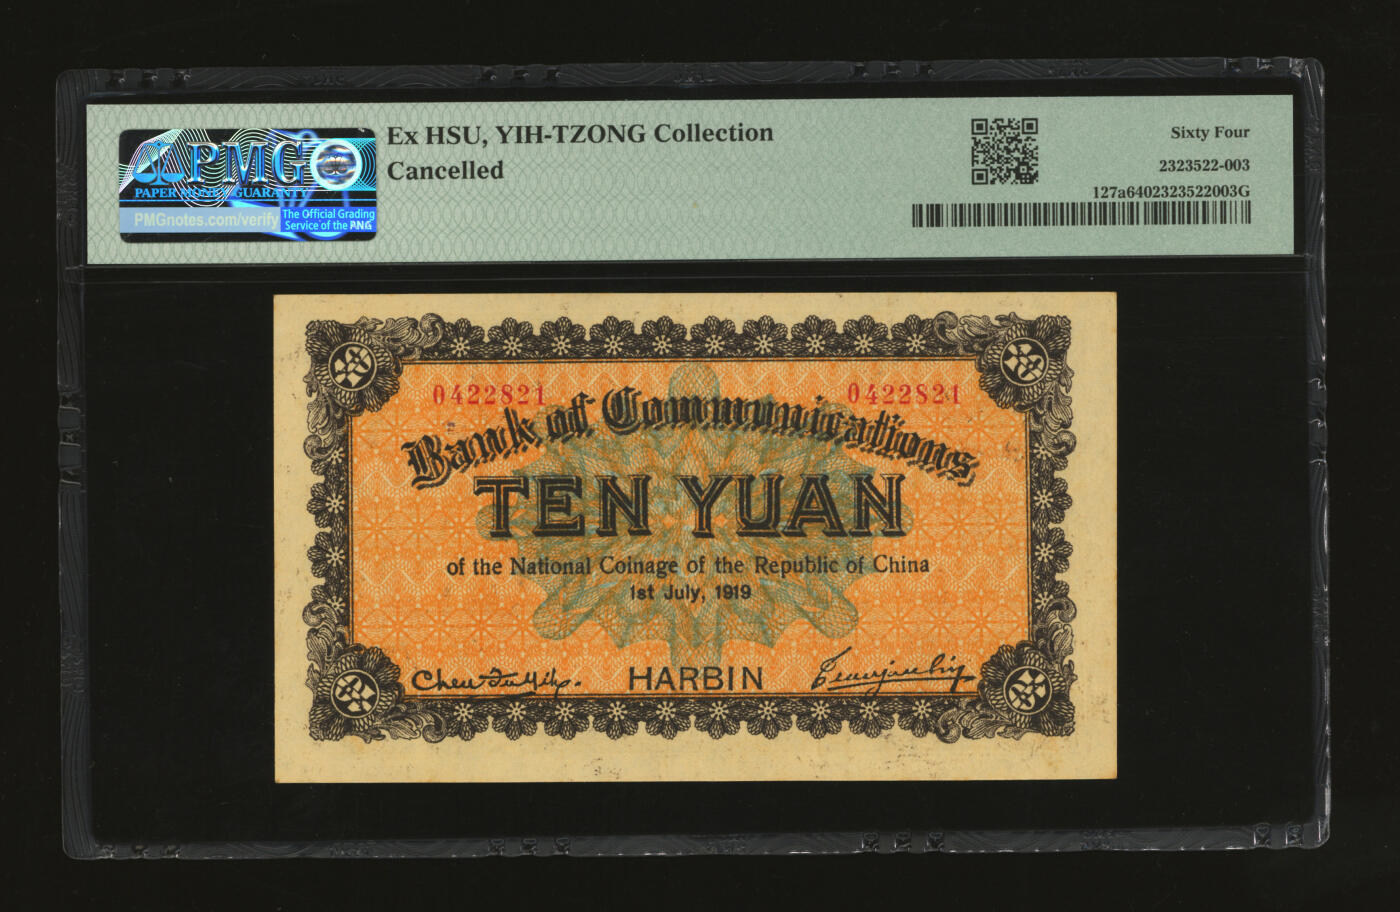 PMG
PAPER MONEY GUARANTY
PMGnotes.com/verify
The Official Grading
Service of the PNG
Ex HSU, YIH-TZONG Collection
Cancelled
Sixty Four
2323522-003
127a6402323522003G
0422821
0422821
Bank of Communications
TEN YUAN
of the National Coinage of the Republic of China
1st July, 1919
HARBIN